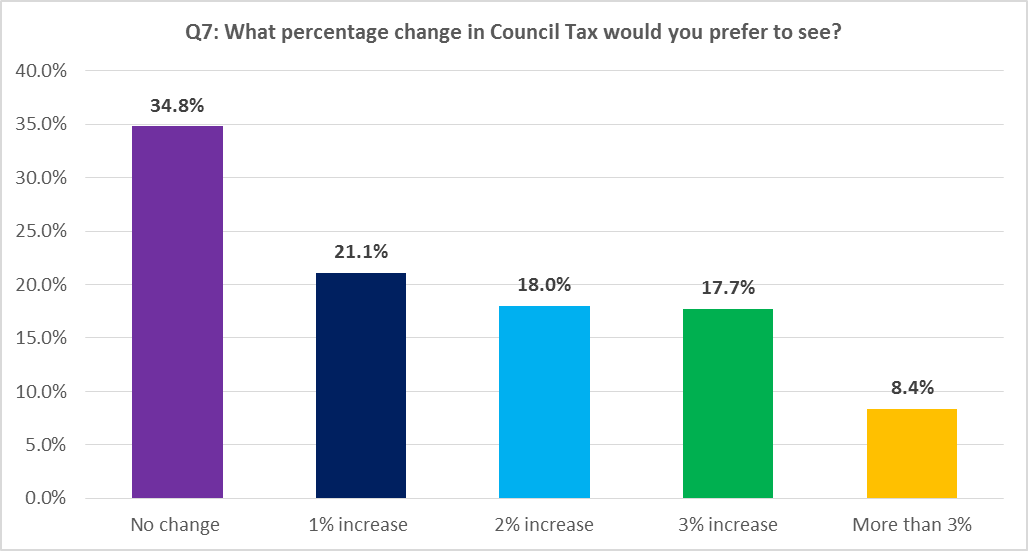 Q7: What percentage change in Council Tax would you prefer to see?
40.0%
35.0%
30.0%
25.0%
20.0%
15.0%
10.0%
5.0%
0.0%
34.8%
21.1%
18.0%
17.7%
8.4%
No change
1% increase
2% increase
3% increase
More than 3%